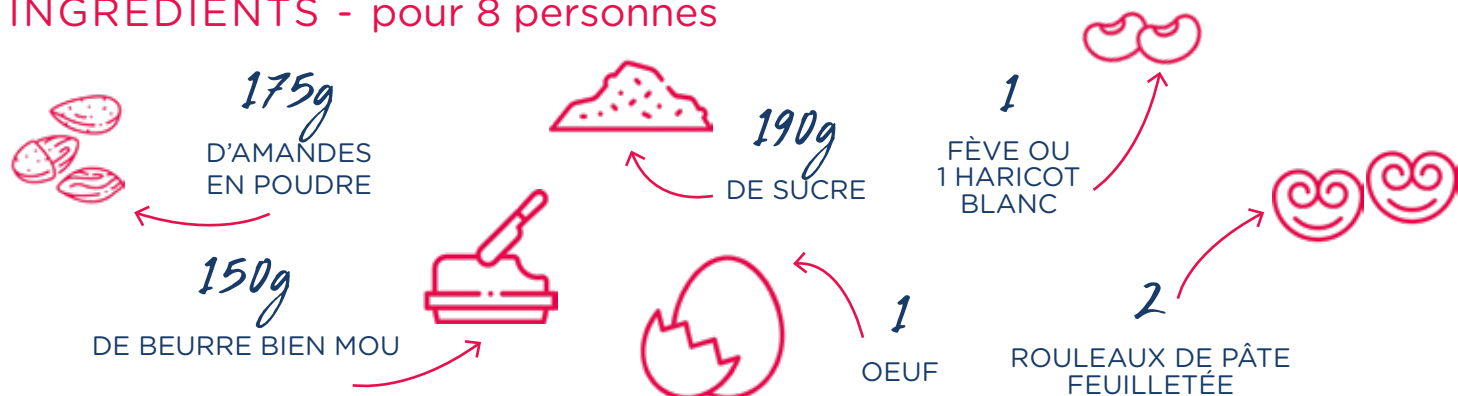 INGRÉDIENTS - pour 8 personnes
175g
D'AMANDES
EN POUDRE
190g
DE SUCRE
1
FÈVE OU
1 HARICOT
BLANC
150g
DE BEURRE BIEN MOU
1
OEUF
2
ROULEAUX DE PÂTE
FEUILLETÉE